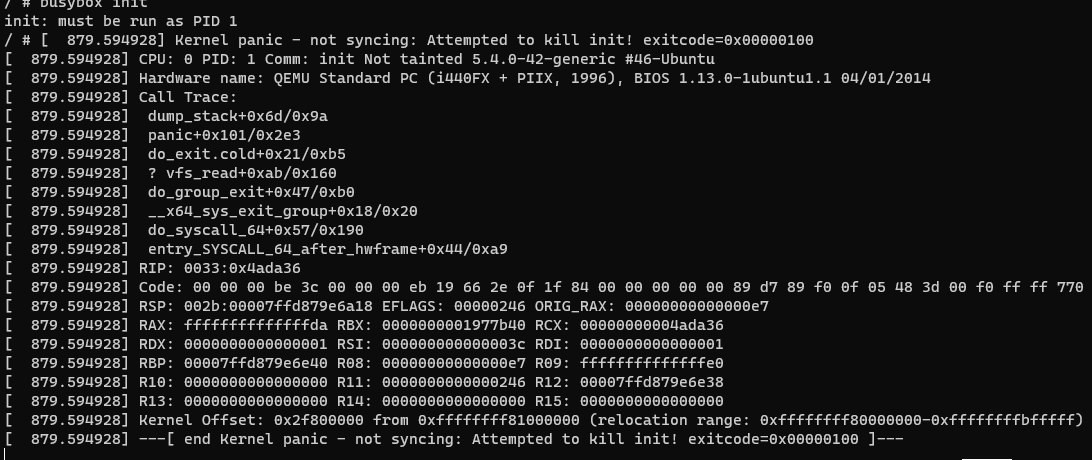 / # busybox init
init: must be run as PID 1
/ # [  879.594928] Kernel panic - not syncing: Attempted to kill init! exitcode=0x00000100
[  879.594928] CPU: 0 PID: 1 Comm: init Not tainted 5.4.0-42-generic #46-Ubuntu
[  879.594928] Hardware name: QEMU Standard PC (i440FX + PIIX, 1996), BIOS 1.13.0-1ubuntu1.1 04/01/2014
[  879.594928] Call Trace:
[  879.594928]  dump_stack+0x6d/0x9a
[  879.594928]  panic+0x101/0x2e3
[  879.594928]  do_exit.cold+0x21/0xb5
[  879.594928]  ? vfs_read+0xab/0x160
[  879.594928]  do_group_exit+0x47/0xb0
[  879.594928]  __x64_sys_exit_group+0x18/0x20
[  879.594928]  do_syscall_64+0x57/0x190
[  879.594928]  entry_SYSCALL_64_after_hwframe+0x44/0xa9
[  879.594928] RIP: 0033:0x4ada36
[  879.594928] Code: 00 00 00 be 3c 00 00 00 eb 19 66 2e 0f 1f 84 00 00 00 00 00 89 d7 89 f0 0f 05 48 3d 00 f0 ff ff 770
[  879.594928] RSP: 002b:00007ffd879e6a18 EFLAGS: 00000246 ORIG_RAX: 00000000000000e7
[  879.594928] RAX: ffffffffffffffda RBX: 0000000001977b40 RCX: 00000000004ada36
[  879.594928] RDX: 0000000000000001 RSI: 000000000000003c RDI: 0000000000000001
[  879.594928] RBP: 00007ffd879e6e40 R08: 00000000000000e7 R09: ffffffffffffffe0
[  879.594928] R10: 0000000000000000 R11: 0000000000000246 R12: 00007ffd879e6e38
[  879.594928] R13: 0000000000000000 R14: 0000000000000000 R15: 0000000000000000
[  879.594928] Kernel Offset: 0x2f800000 from 0xffffffff81000000 (relocation range: 0xffffffff80000000-0xffffffffbfffff)
[  879.594928] ---[ end Kernel panic - not syncing: Attempted to kill init! exitcode=0x00000100 ]---